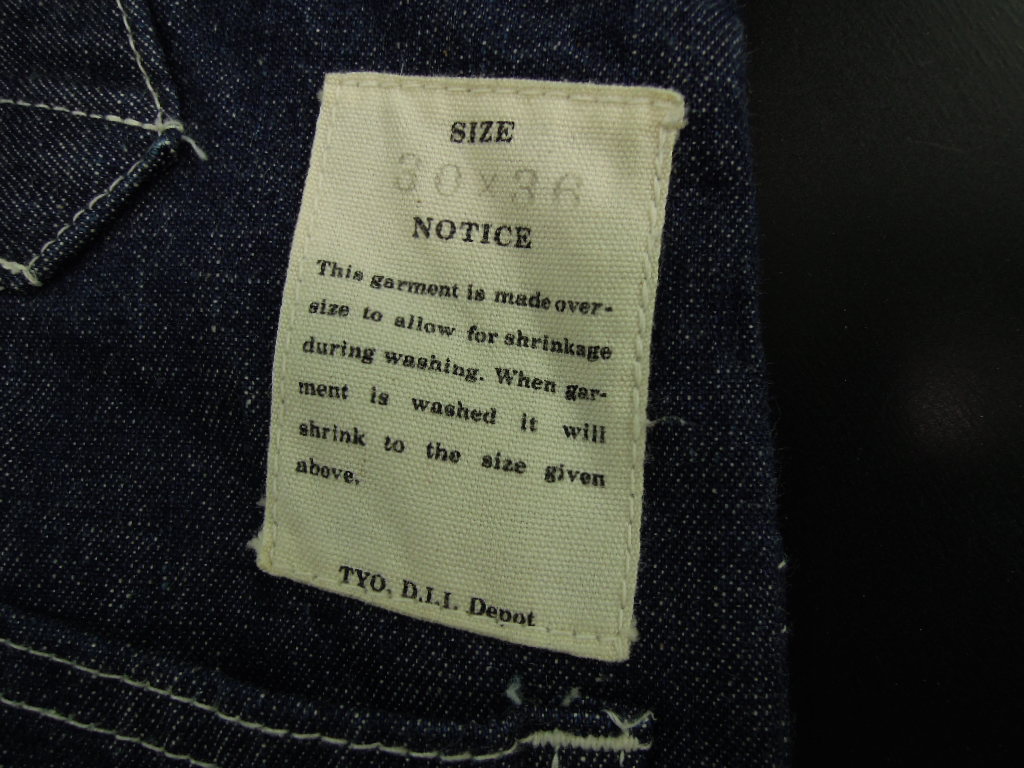 SIZE
30x36
NOTICE
This garment is made over-
size to allow for shrinkage
during washing. When gar-
ment is washed it will
shrink to the size given
above.
TYO. D.I.I. Depot